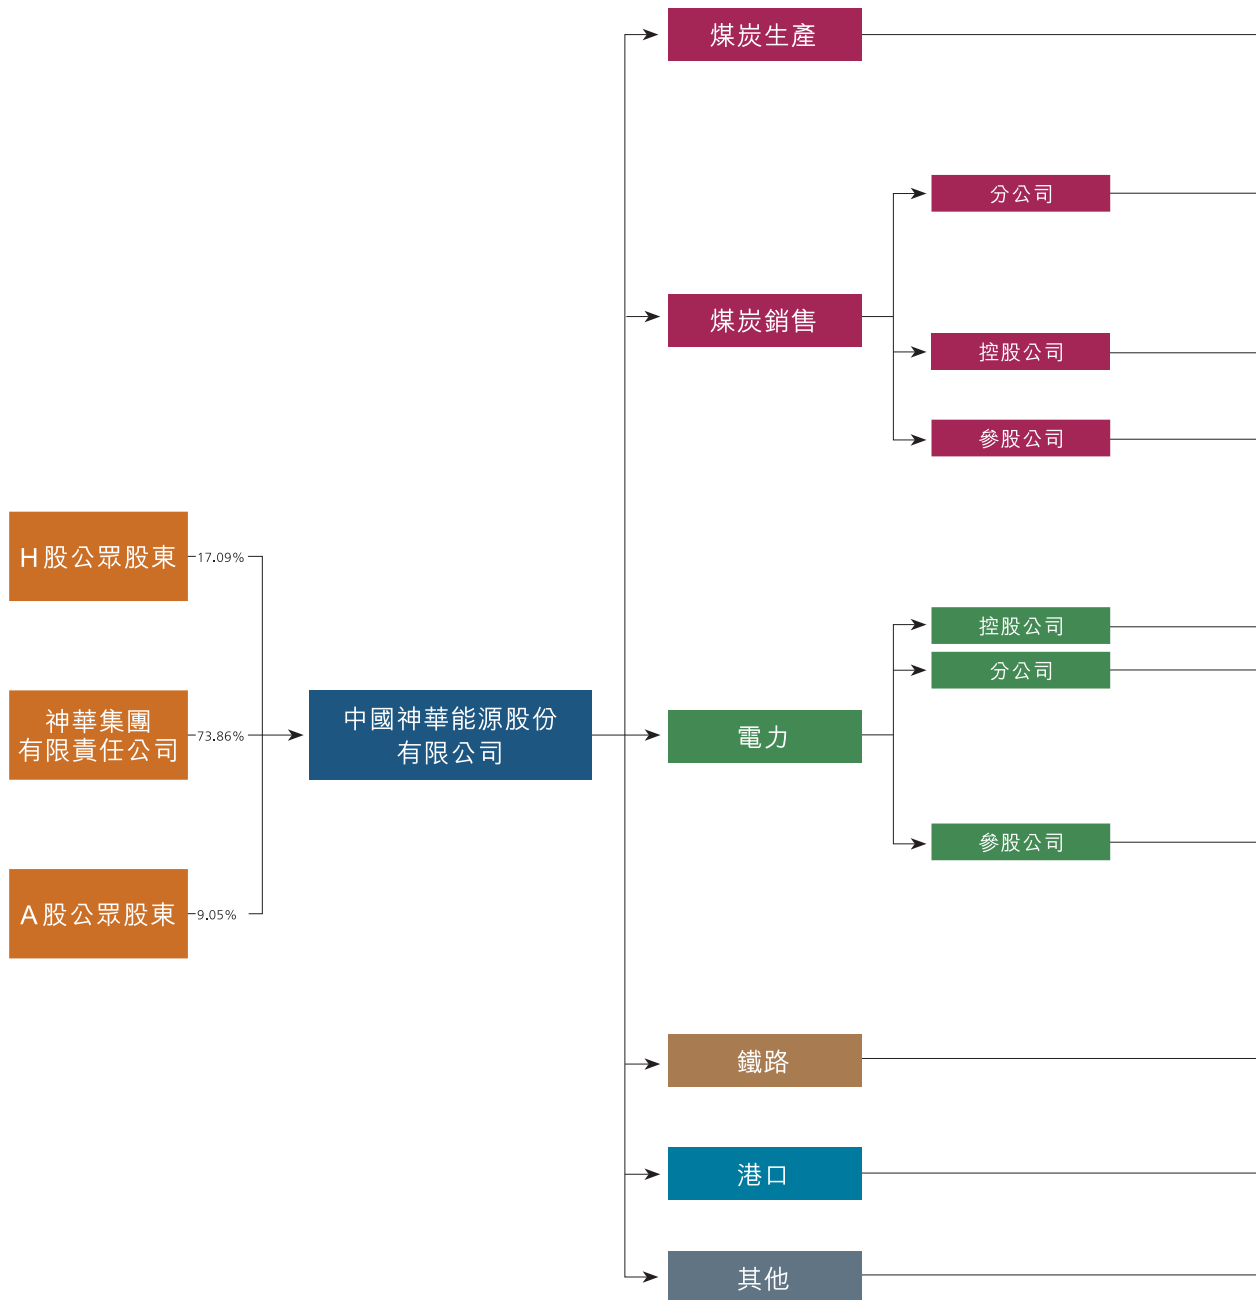 煤炭生產
分公司
煤炭銷售
控股公司
參股公司
H股公眾股東
17.09%
控股公司
分公司
神華集團
有限責任公司
73.86%
中國神華能源股份
有限公司
電力
參股公司
A股公眾股東
9.05%
鐵路
港口
其他